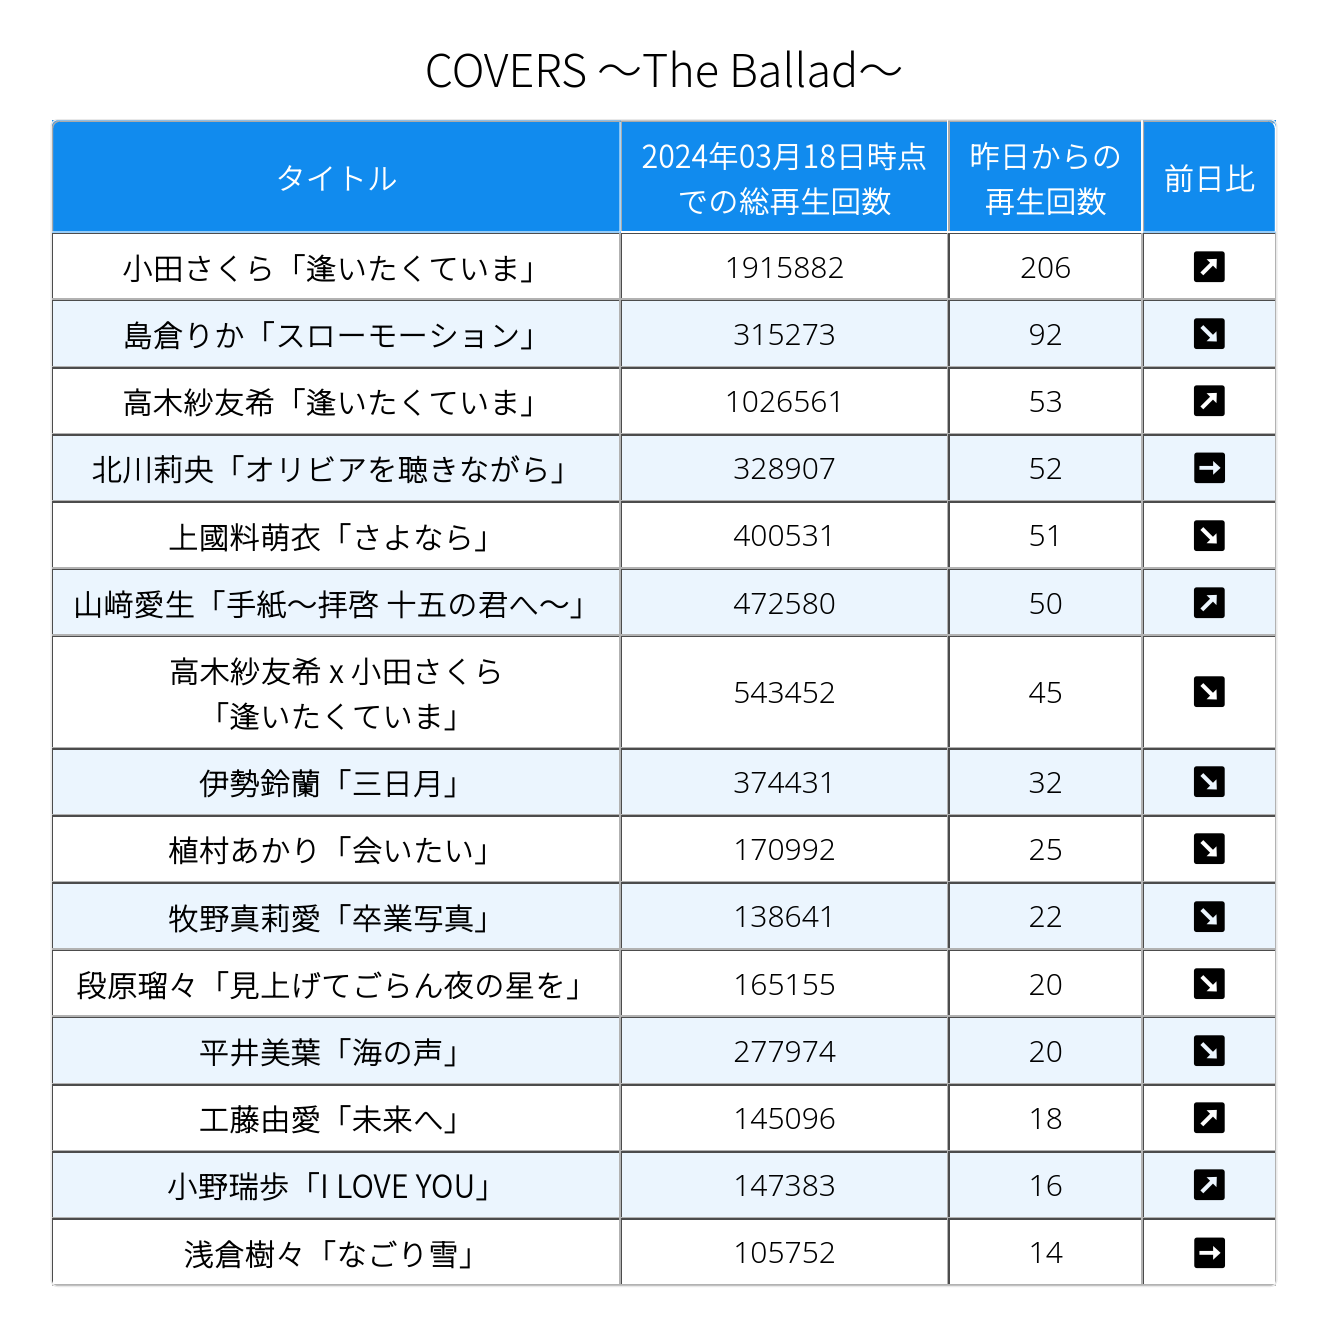 COVERS ～The Ballad～
タイトル
2024年03月18日時点
での総再生回数
昨日からの
再生回数
前日比
小田さくら「逢いたくていま」 1915882 206
島倉りか「スローモーション」 315273 92
高木紗友希「逢いたくていま」 1026561 53
北川莉央「オリビアを聴きながら」 328907 52
上國料萌衣「さよなら」 400531 51
山﨑愛生「手紙～拝啓 十五の君へ～」 472580 50
高木紗友希 x 小田さくら
「逢いたくていま」 543452 45
伊勢鈴蘭「三日月」 374431 32
植村あかり「会いたい」 170992 25
牧野真莉愛「卒業写真」 138641 22
段原瑠々「見上げてごらん夜の星を」 165155 20
平井美葉「海の声」 277974 20
工藤由愛「未来へ」 145096 18
小野瑞歩「I LOVE YOU」 147383 16
浅倉樹々「なごり雪」 105752 14